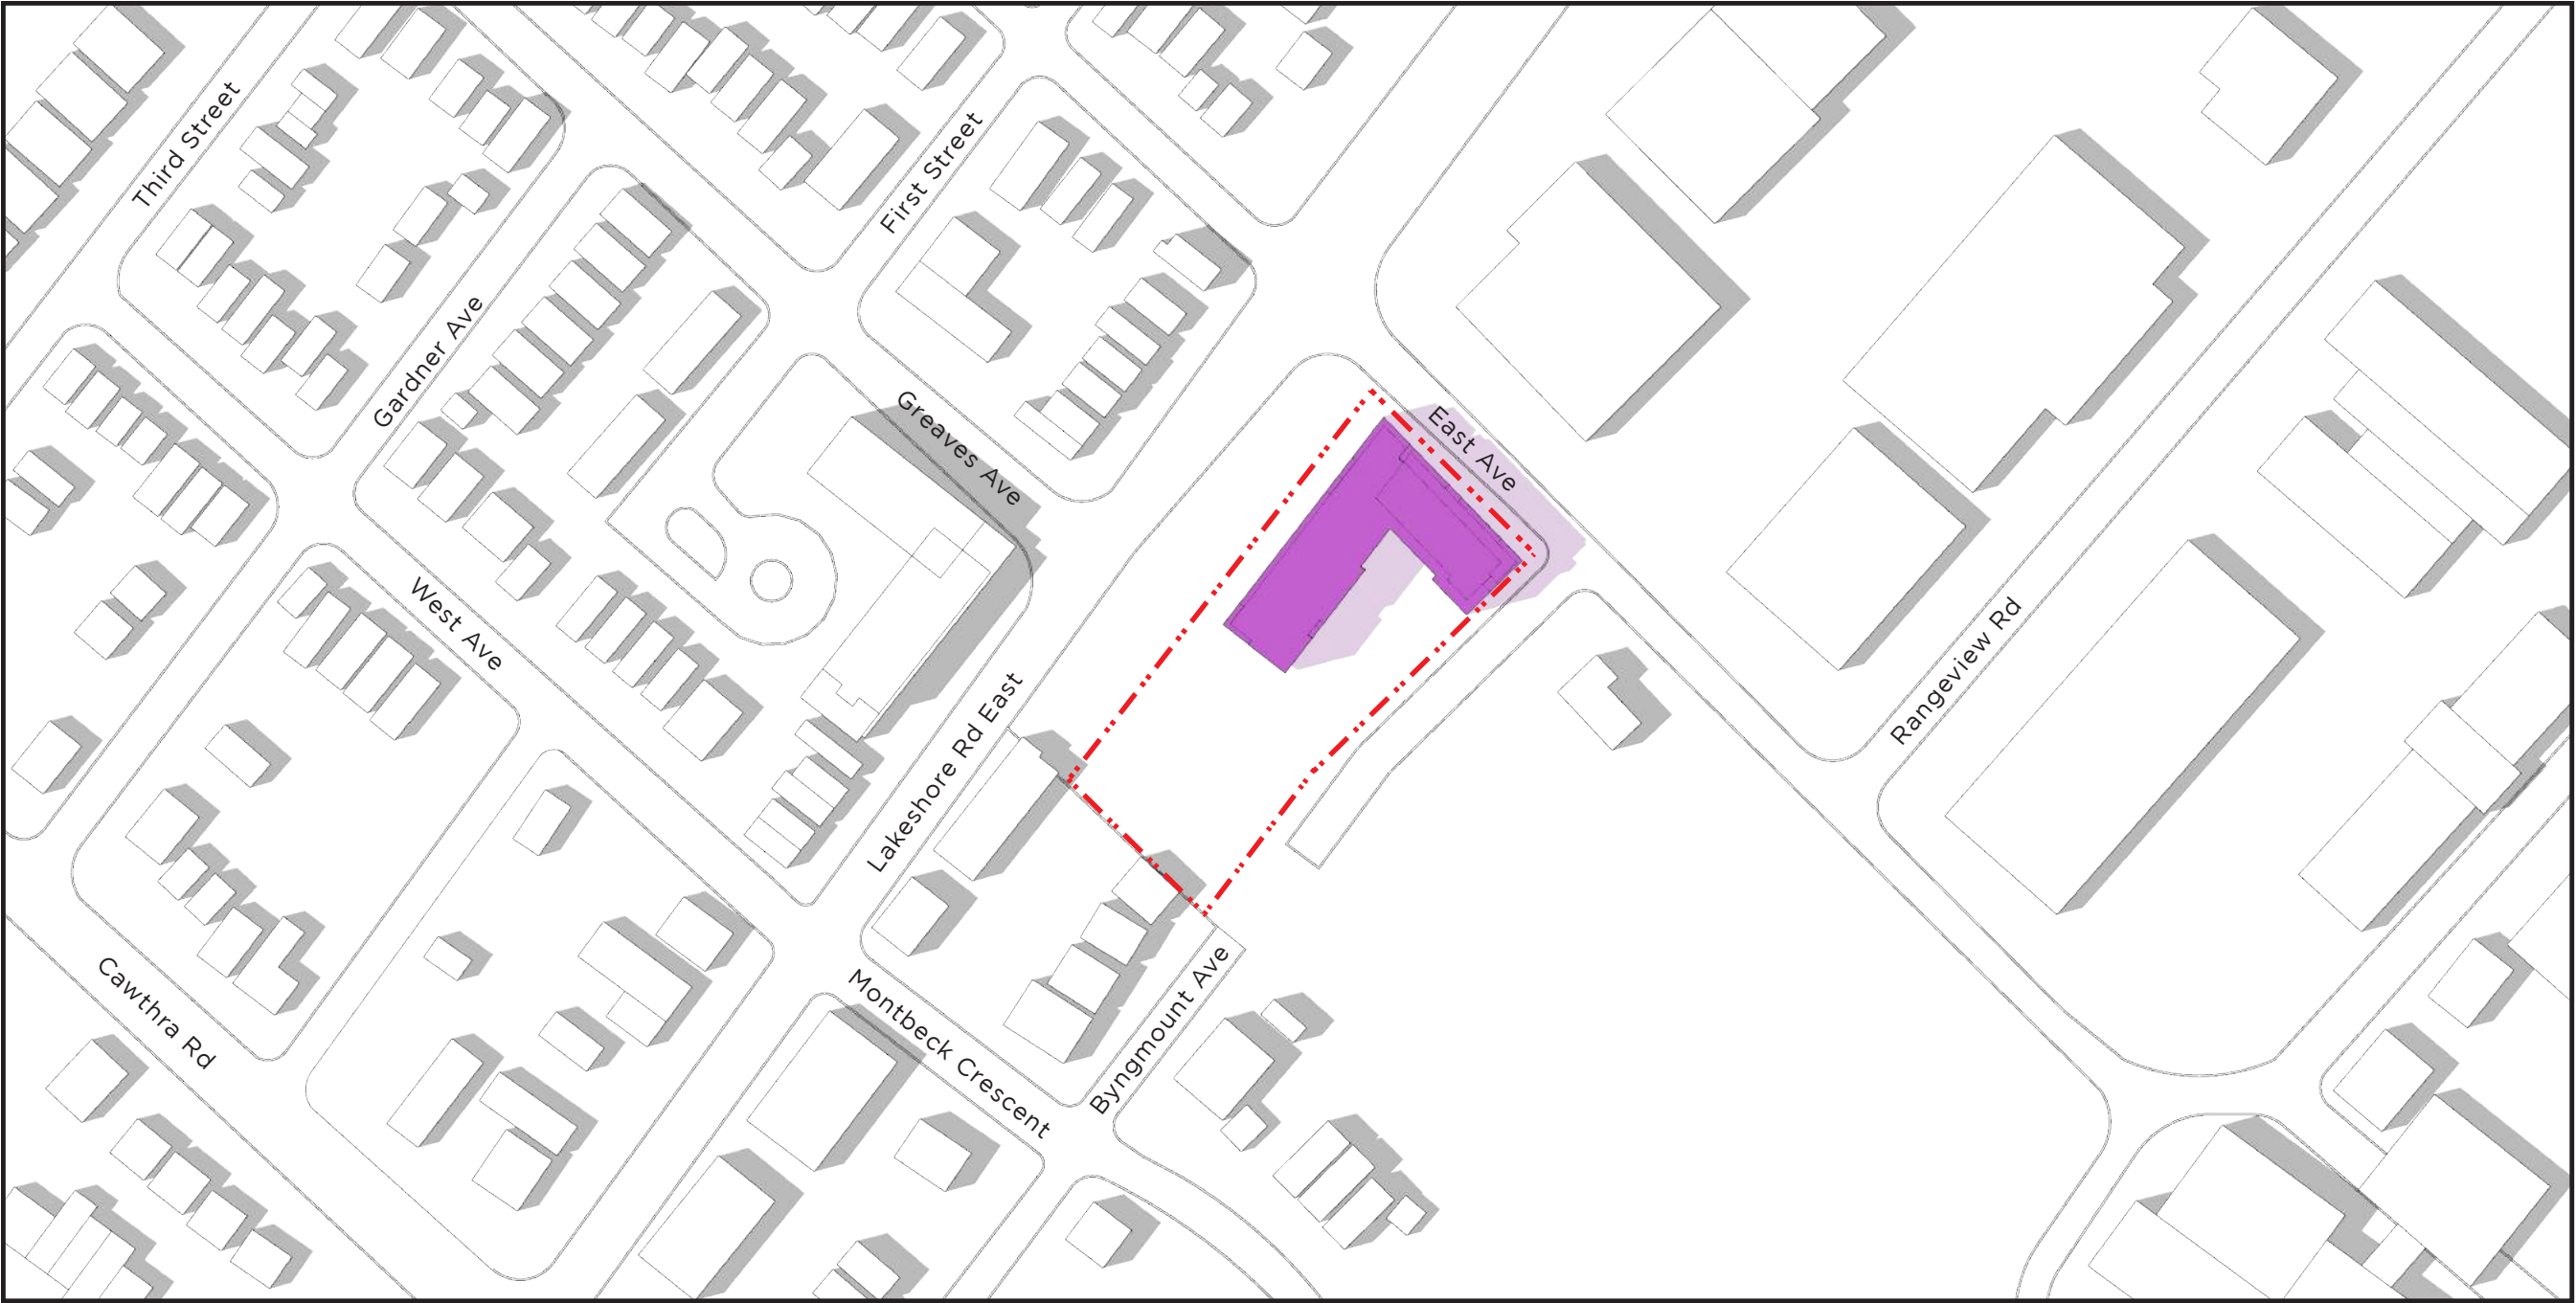 Third Street
First Street
Gardner Ave
Greaves Ave
East Ave
West Ave
Lakeshore Rd East
Rangeview Rd
Cawthra Rd
Montbeck Crescent
Byngmount Ave